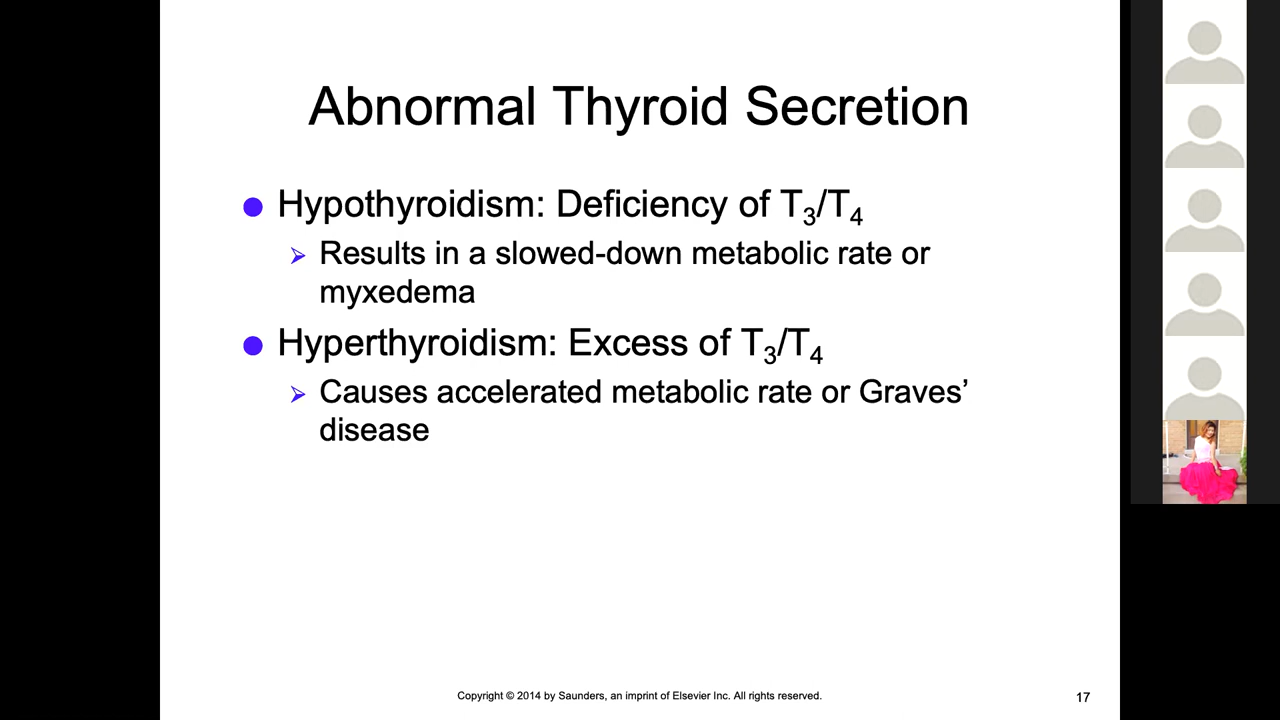 Abnormal Thyroid Secretion
● Hypothyroidism: Deficiency of T₃/T₄
➢ Results in a slowed-down metabolic rate or
myxedema
● Hyperthyroidism: Excess of T₃/T₄
➢ Causes accelerated metabolic rate or Graves’
disease
Copyright © 2014 by Saunders, an imprint of Elsevier Inc. All rights reserved.
17